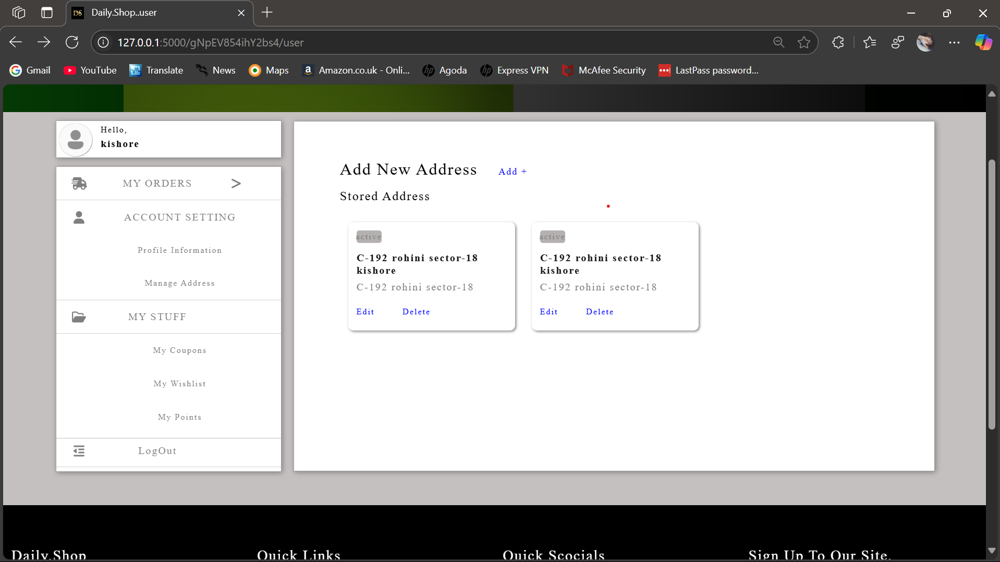 Daily.Shop..user
127.0.0.1:5000/gNpEV854ihY2bs4/user
Gmail
YouTube
Translate
News
Maps
Amazon.co.uk - Onli...
Agoda
Express VPN
McAfee Security
LastPass password...
Hello,
kishore
MY ORDERS >
ACCOUNT SETTING
Profile Information
Manage Address
MY STUFF
My Coupons
My Wishlist
My Points
LogOut
Add New Address Add +
Stored Address
active
C-192 rohini sector-18
kishore
C-192 rohini sector-18
Edit Delete
active
C-192 rohini sector-18
kishore
C-192 rohini sector-18
Edit Delete
Daily.Shop
Quick Links
Quick Scocials
Sign Up To Our Site.